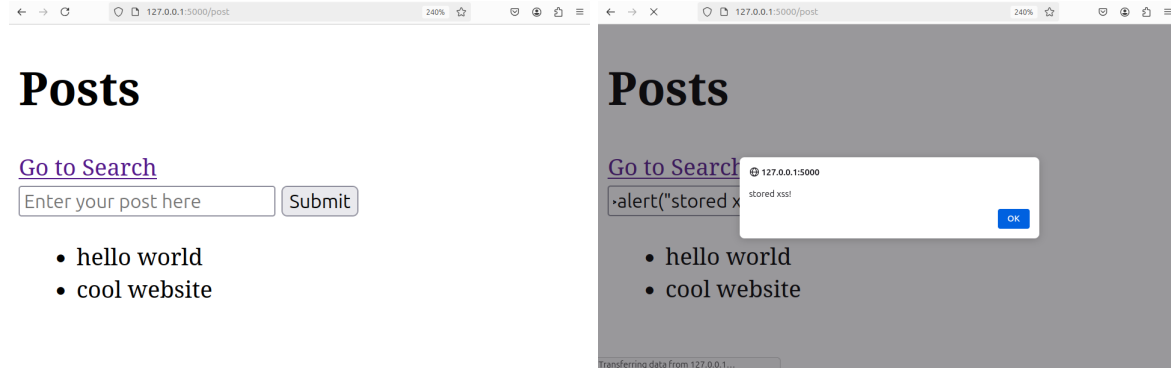 127.0.0.1:5000/post
240%
Posts
Go to Search
Enter your post here
Submit
hello world
cool website
127.0.0.1:5000/post
240%
Posts
Go to Search
alert("stored x
127.0.0.1:5000
stored xss!
OK
hello world
cool website
Transferring data from 127.0.0.1...